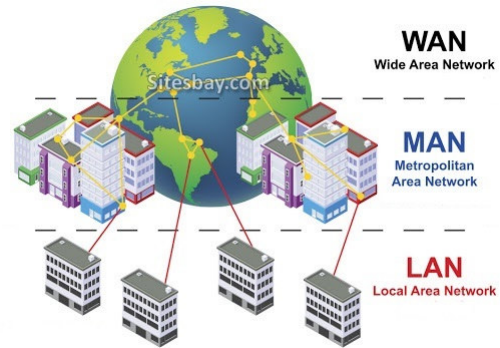 WAN
Wide Area Network
Sitesbay.com
MAN
Metropolitan
Area Network
LAN
Local Area Network